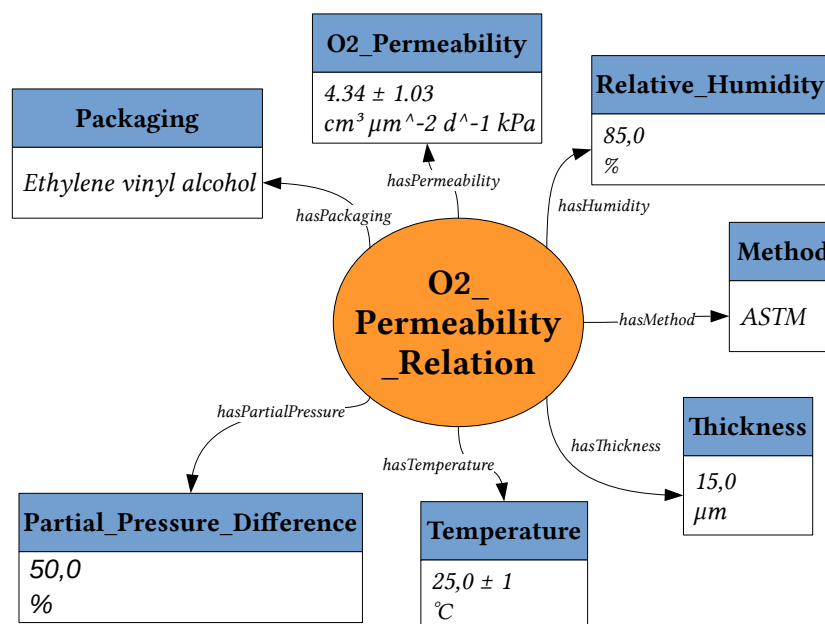 O2_Permeability
4.34 ± 1.03
cm³ µm^-2 d^-1 kPa
Relative_Humidity
85,0
%
Packaging
Ethylene vinyl alcohol
hasPermeability
hasPackaging
hasHumidity
Method
ASTM
O2_
Permeability
_Relation
hasMethod
hasPartialPressure
hasTemperature
hasThickness
Thickness
15,0
µm
Partial_Pressure_Difference
50,0
%
Temperature
25,0 ± 1
℃